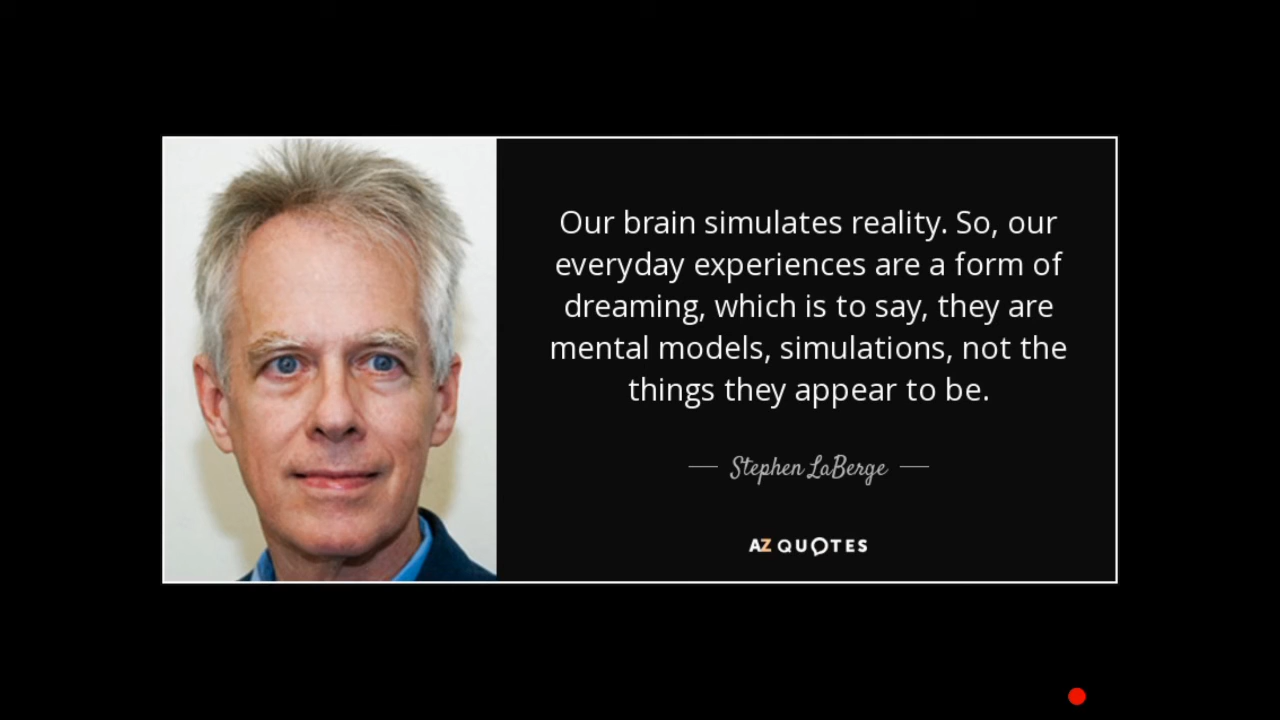 Our brain simulates reality. So, our
everyday experiences are a form of
dreaming, which is to say, they are
mental models, simulations, not the
things they appear to be.
Stephen LaBerge
AZ QUOTES